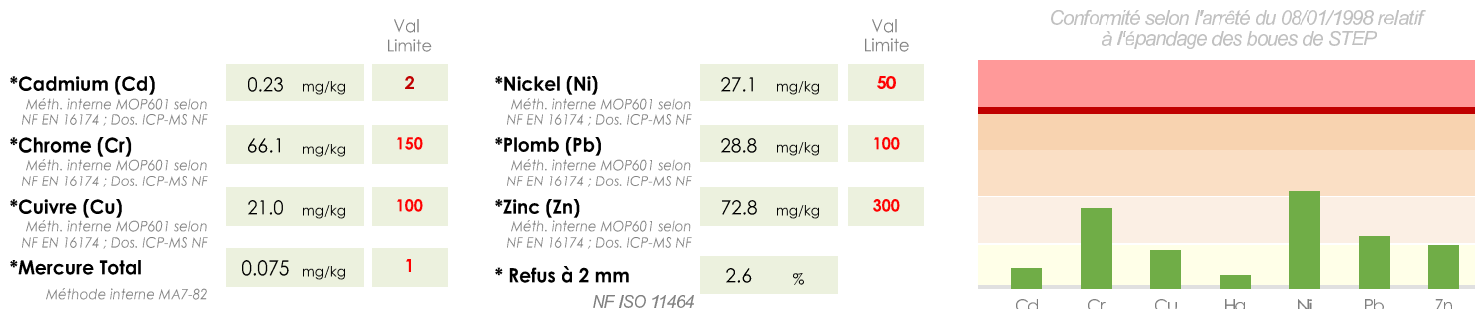 Val
Limite
*Cadmium (Cd) 0.23 mg/kg 2
Méth. interne MOP601 selon
NF EN 16174 ; Dos. ICP-MS NF
*Chrome (Cr) 66.1 mg/kg 150
Méth. interne MOP601 selon
NF EN 16174 ; Dos. ICP-MS NF
*Cuivre (Cu) 21.0 mg/kg 100
Méth. interne MOP601 selon
NF EN 16174 ; Dos. ICP-MS NF
*Mercure Total 0.075 mg/kg 1
Méthode interne MA7-82
Val
Limite
*Nickel (Ni) 27.1 mg/kg 50
Méth. interne MOP601 selon
NF EN 16174 ; Dos. ICP-MS NF
*Plomb (Pb) 28.8 mg/kg 100
Méth. interne MOP601 selon
NF EN 16174 ; Dos. ICP-MS NF
*Zinc (Zn) 72.8 mg/kg 300
Méth. interne MOP601 selon
NF EN 16174 ; Dos. ICP-MS NF
* Refus à 2 mm 2.6 %
NF ISO 11464
Conformité selon l'arrêté du 08/01/1998 relatif
à l'épandage des boues de STEP
Cd Cr Cu Hg Ni Pb Zn